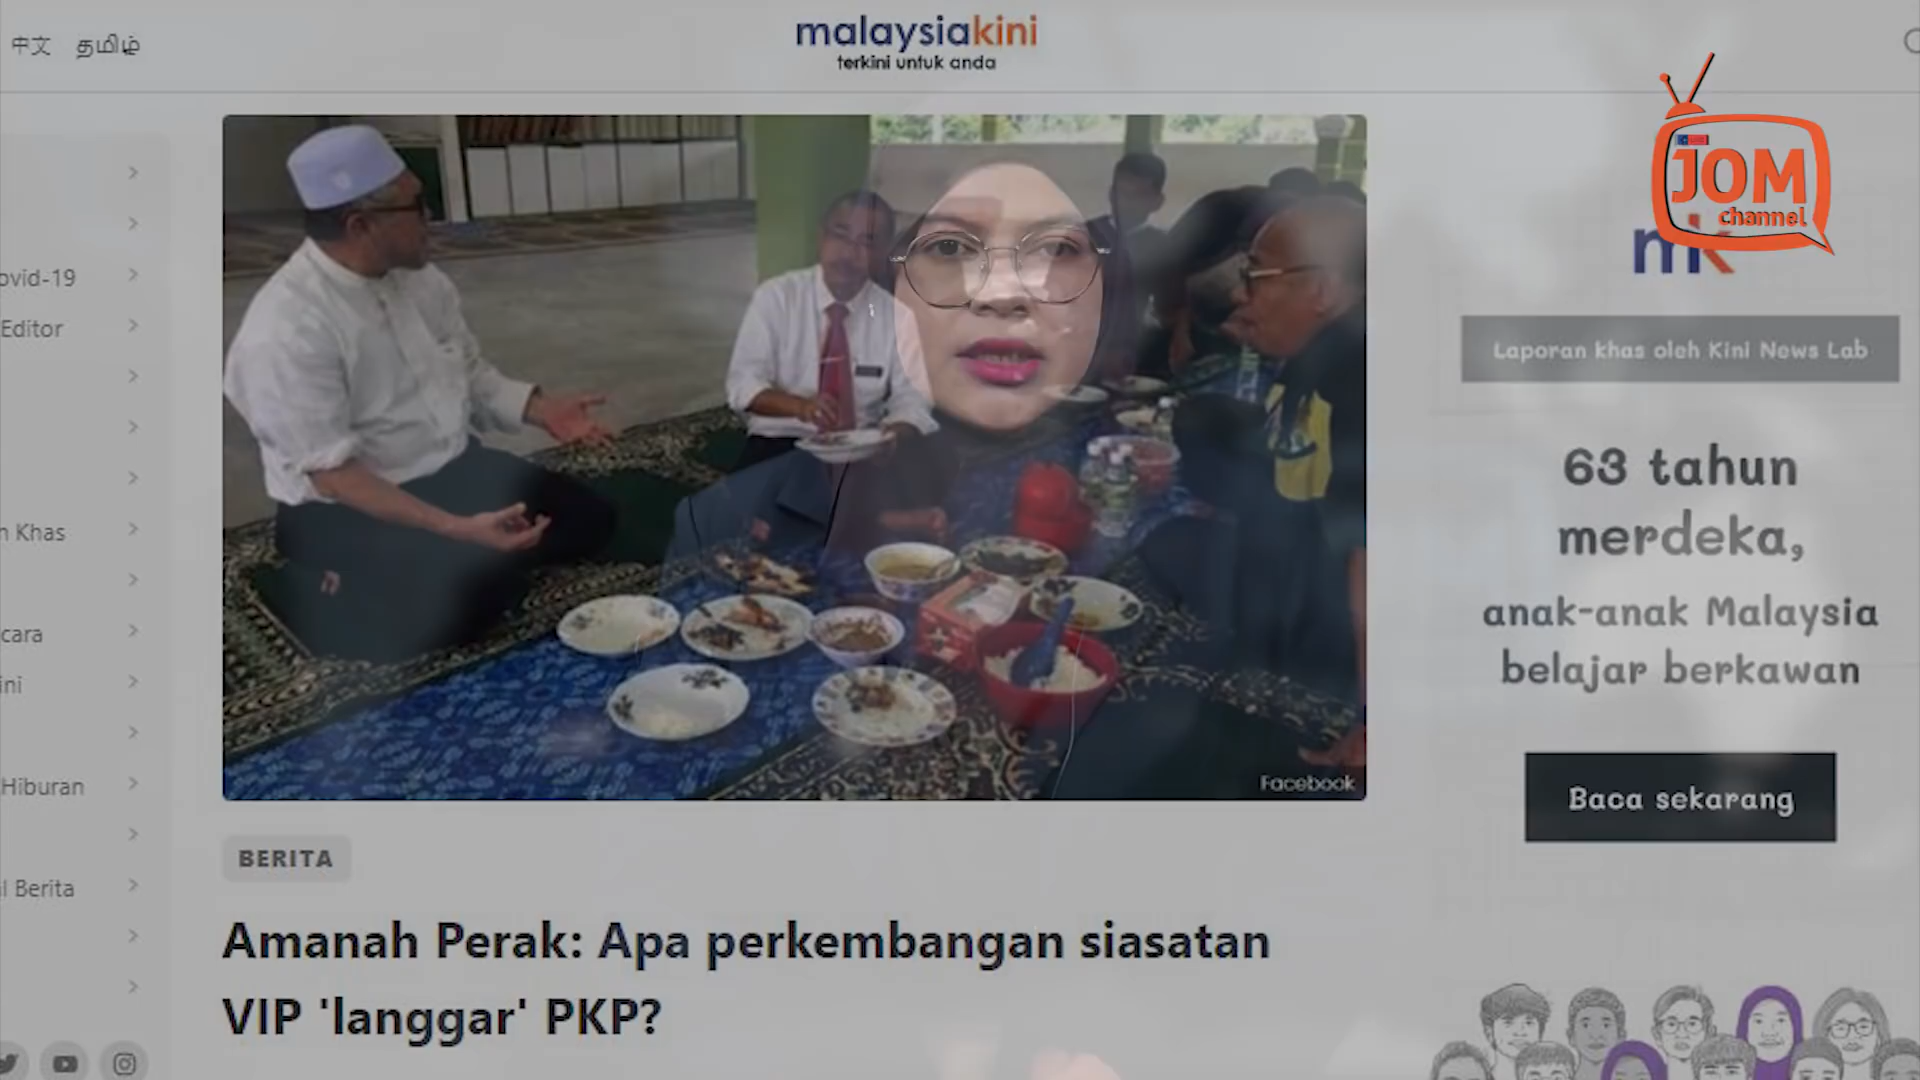 中文 தமிழ்
malaysiakini
terkini untuk anda
JOM
channel
mk
ovid-19
Editor
n Khas
cara
ini
Hiburan
l Berita
Laporan khas oleh Kini News Lab
63 tahun
merdeka,
anak-anak Malaysia
belajar berkawan
Baca sekarang
Facebook
BERITA
Amanah Perak: Apa perkembangan siasatan
VIP 'langgar' PKP?